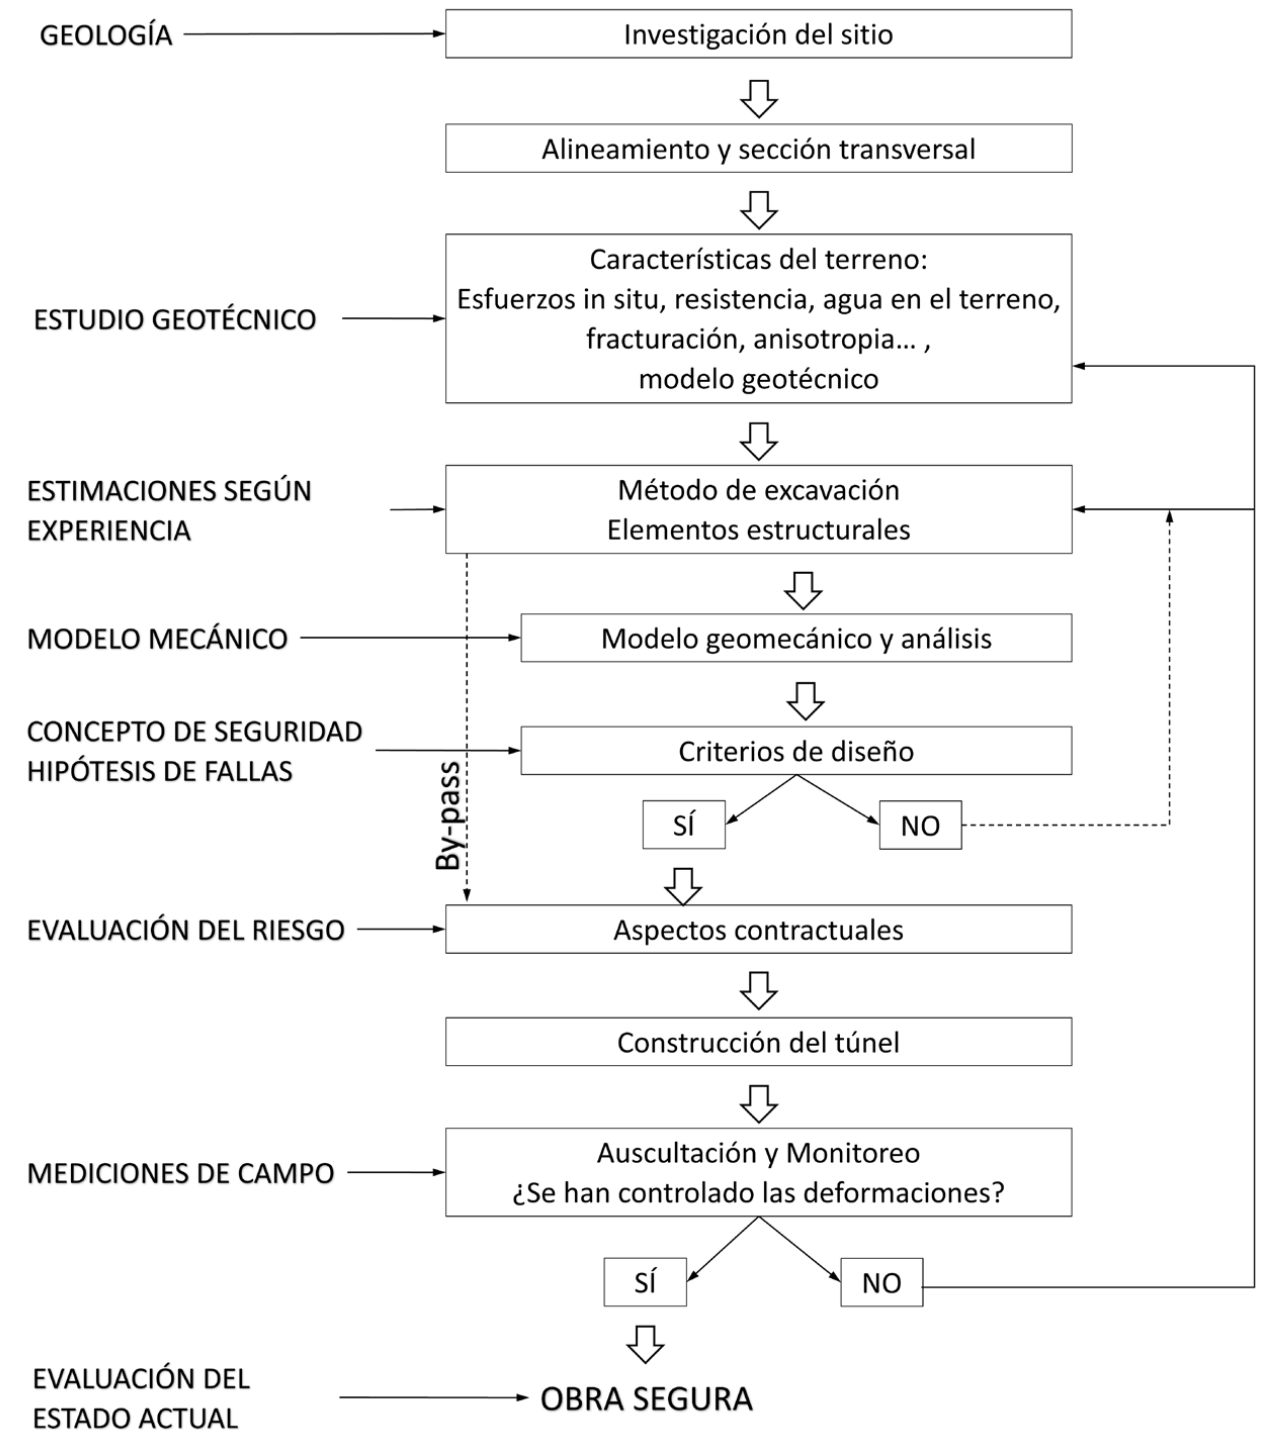 GEOLOGÍA
Investigación del sitio
Alineamiento y sección transversal
Características del terreno:
Esfuerzos in situ, resistencia, agua en el terreno,
fracturación, anisotropia... ,
modelo geotécnico
ESTUDIO GEOTÉCNICO
ESTIMACIONES SEGÚN
EXPERIENCIA
Método de excavación
Elementos estructurales
MODELO MECÁNICO
Modelo geomecánico y análisis
CONCEPTO DE SEGURIDAD
HIPÓTESIS DE FALLAS
Criterios de diseño
By-pass
SÍ
NO
EVALUACIÓN DEL RIESGO
Aspectos contractuales
Construcción del túnel
MEDICIONES DE CAMPO
Auscultación y Monitoreo
¿Se han controlado las deformaciones?
SÍ
NO
EVALUACIÓN DEL
ESTADO ACTUAL
OBRA SEGURA